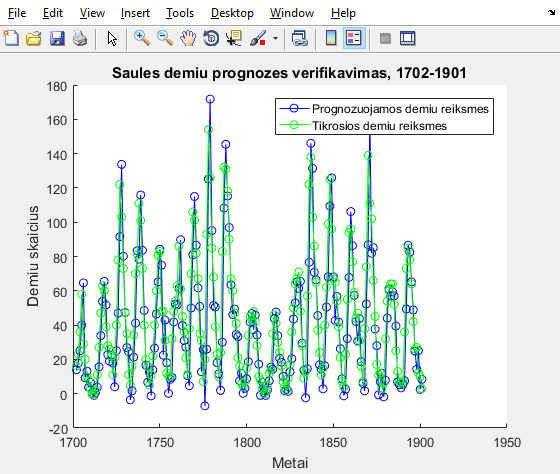 File Edit View Insert Tools Desktop Window Help
Saules demiu prognozes verifikavimas, 1702-1901
Prognozuojamos demiu reiksmes
Tikrosios demiu reiksmes
180
160
140
120
100
80
60
40
20
0
-20
Demiu skaicius
1700 1750 1800 1850 1900 1950
Metai